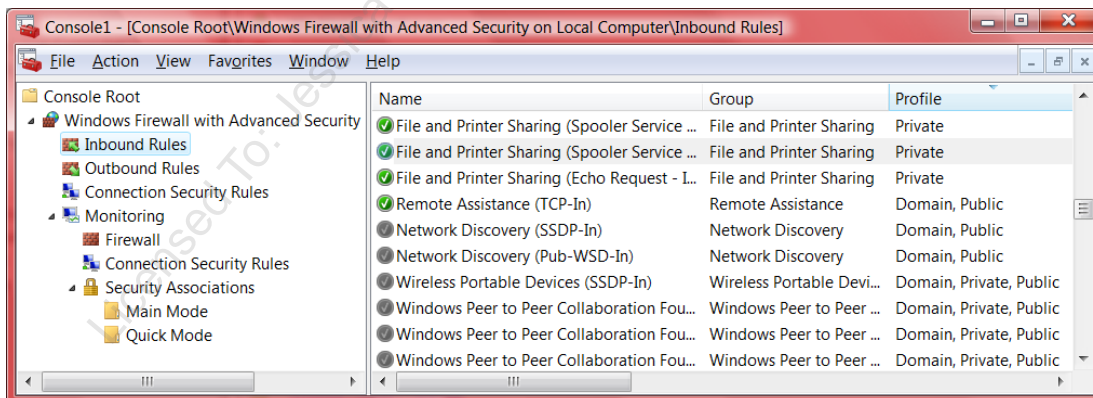 Console1 - [Console Root\Windows Firewall with Advanced Security on Local Computer\Inbound Rules]
File Action View Favorites Window Help
Console Root
Windows Firewall with Advanced Security
Inbound Rules
Outbound Rules
Connection Security Rules
Monitoring
Firewall
Connection Security Rules
Security Associations
Main Mode
Quick Mode
Name Group Profile
File and Printer Sharing (Spooler Service ... File and Printer Sharing Private
File and Printer Sharing (Spooler Service ... File and Printer Sharing Private
File and Printer Sharing (Echo Request - I... File and Printer Sharing Private
Remote Assistance (TCP-In) Remote Assistance Domain, Public
Network Discovery (SSDP-In) Network Discovery Domain, Public
Network Discovery (Pub-WSD-In) Network Discovery Domain, Public
Wireless Portable Devices (SSDP-In) Wireless Portable Devi... Domain, Private, Public
Windows Peer to Peer Collaboration Fou... Windows Peer to Peer ... Domain, Private, Public
Windows Peer to Peer Collaboration Fou... Windows Peer to Peer ... Domain, Private, Public
Windows Peer to Peer Collaboration Fou... Windows Peer to Peer ... Domain, Private, Public
Licensed To: Jess